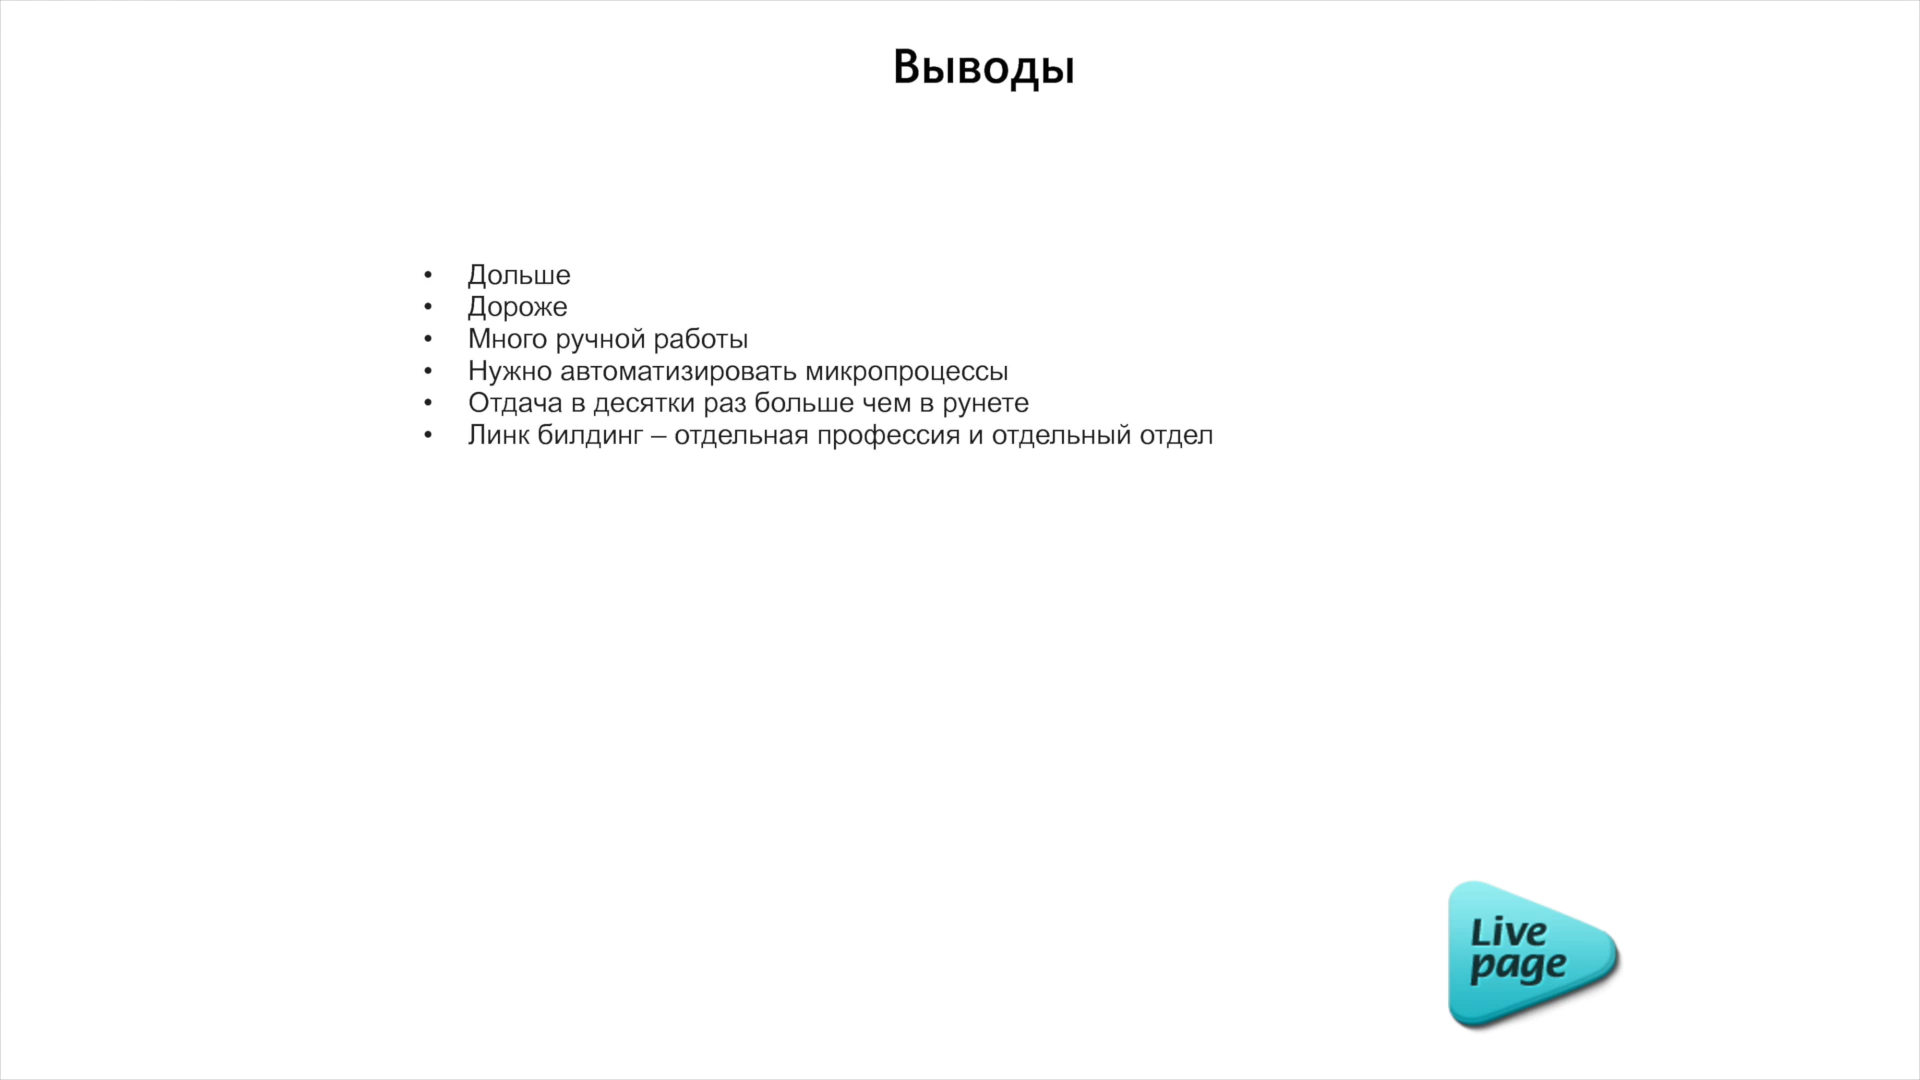 Выводы
• Дольше
• Дороже
• Много ручной работы
• Нужно автоматизировать микропроцессы
• Отдача в десятки раз больше чем в рунете
• Линк билдинг – отдельная профессия и отдельный отдел
Live
page